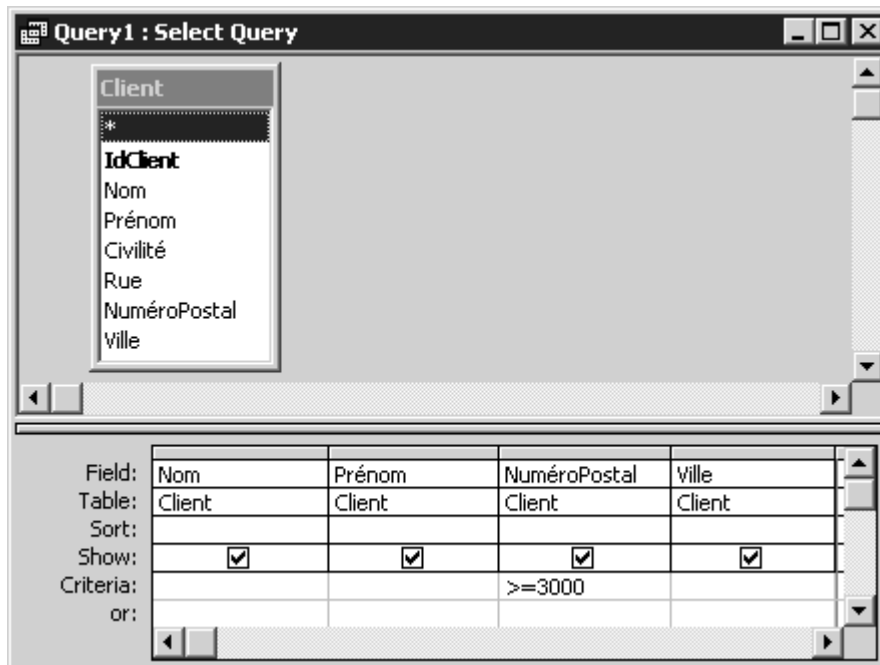 Query1 : Select Query
Client
*
IdClient
Nom
Prénom
Civilité
Rue
NuméroPostal
Ville
Field: Nom Prénom NuméroPostal Ville
Table: Client Client Client Client
Sort:
Show:
Criteria: >=3000
or: